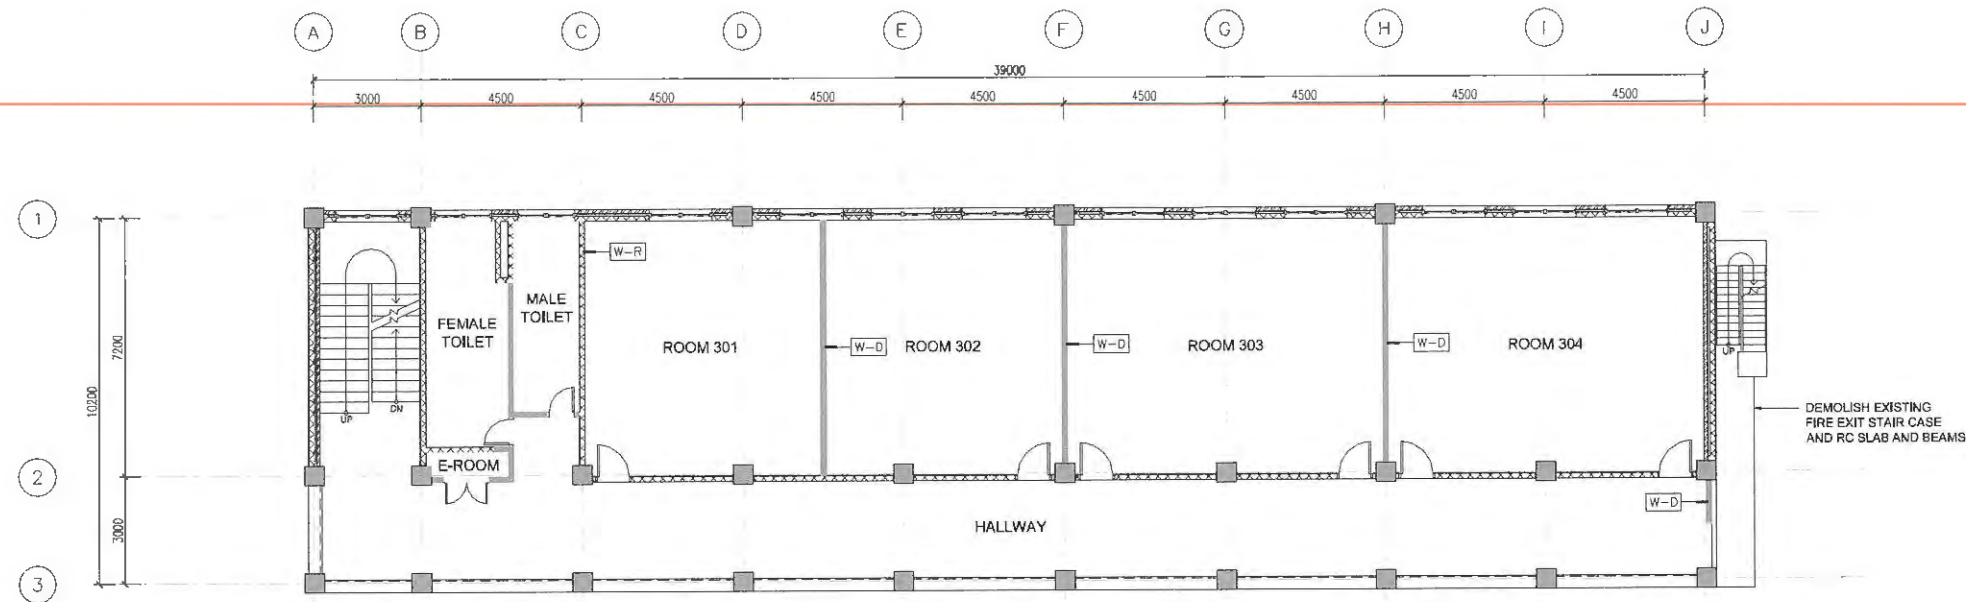 A B C D E F G H I J
39000
3000 4500 4500 4500 4500 4500 4500 4500 4500
1
W-R
MALE
TOILET
FEMALE
TOILET
7200
10200
ROOM 301
W-D
ROOM 302
W-D
ROOM 303
W-D
ROOM 304
UP
UP
DN
DEMOLISH EXISTING
FIRE EXIT STAIR CASE
AND RC SLAB AND BEAMS
E-ROOM
2
W-D
3000
HALLWAY
3